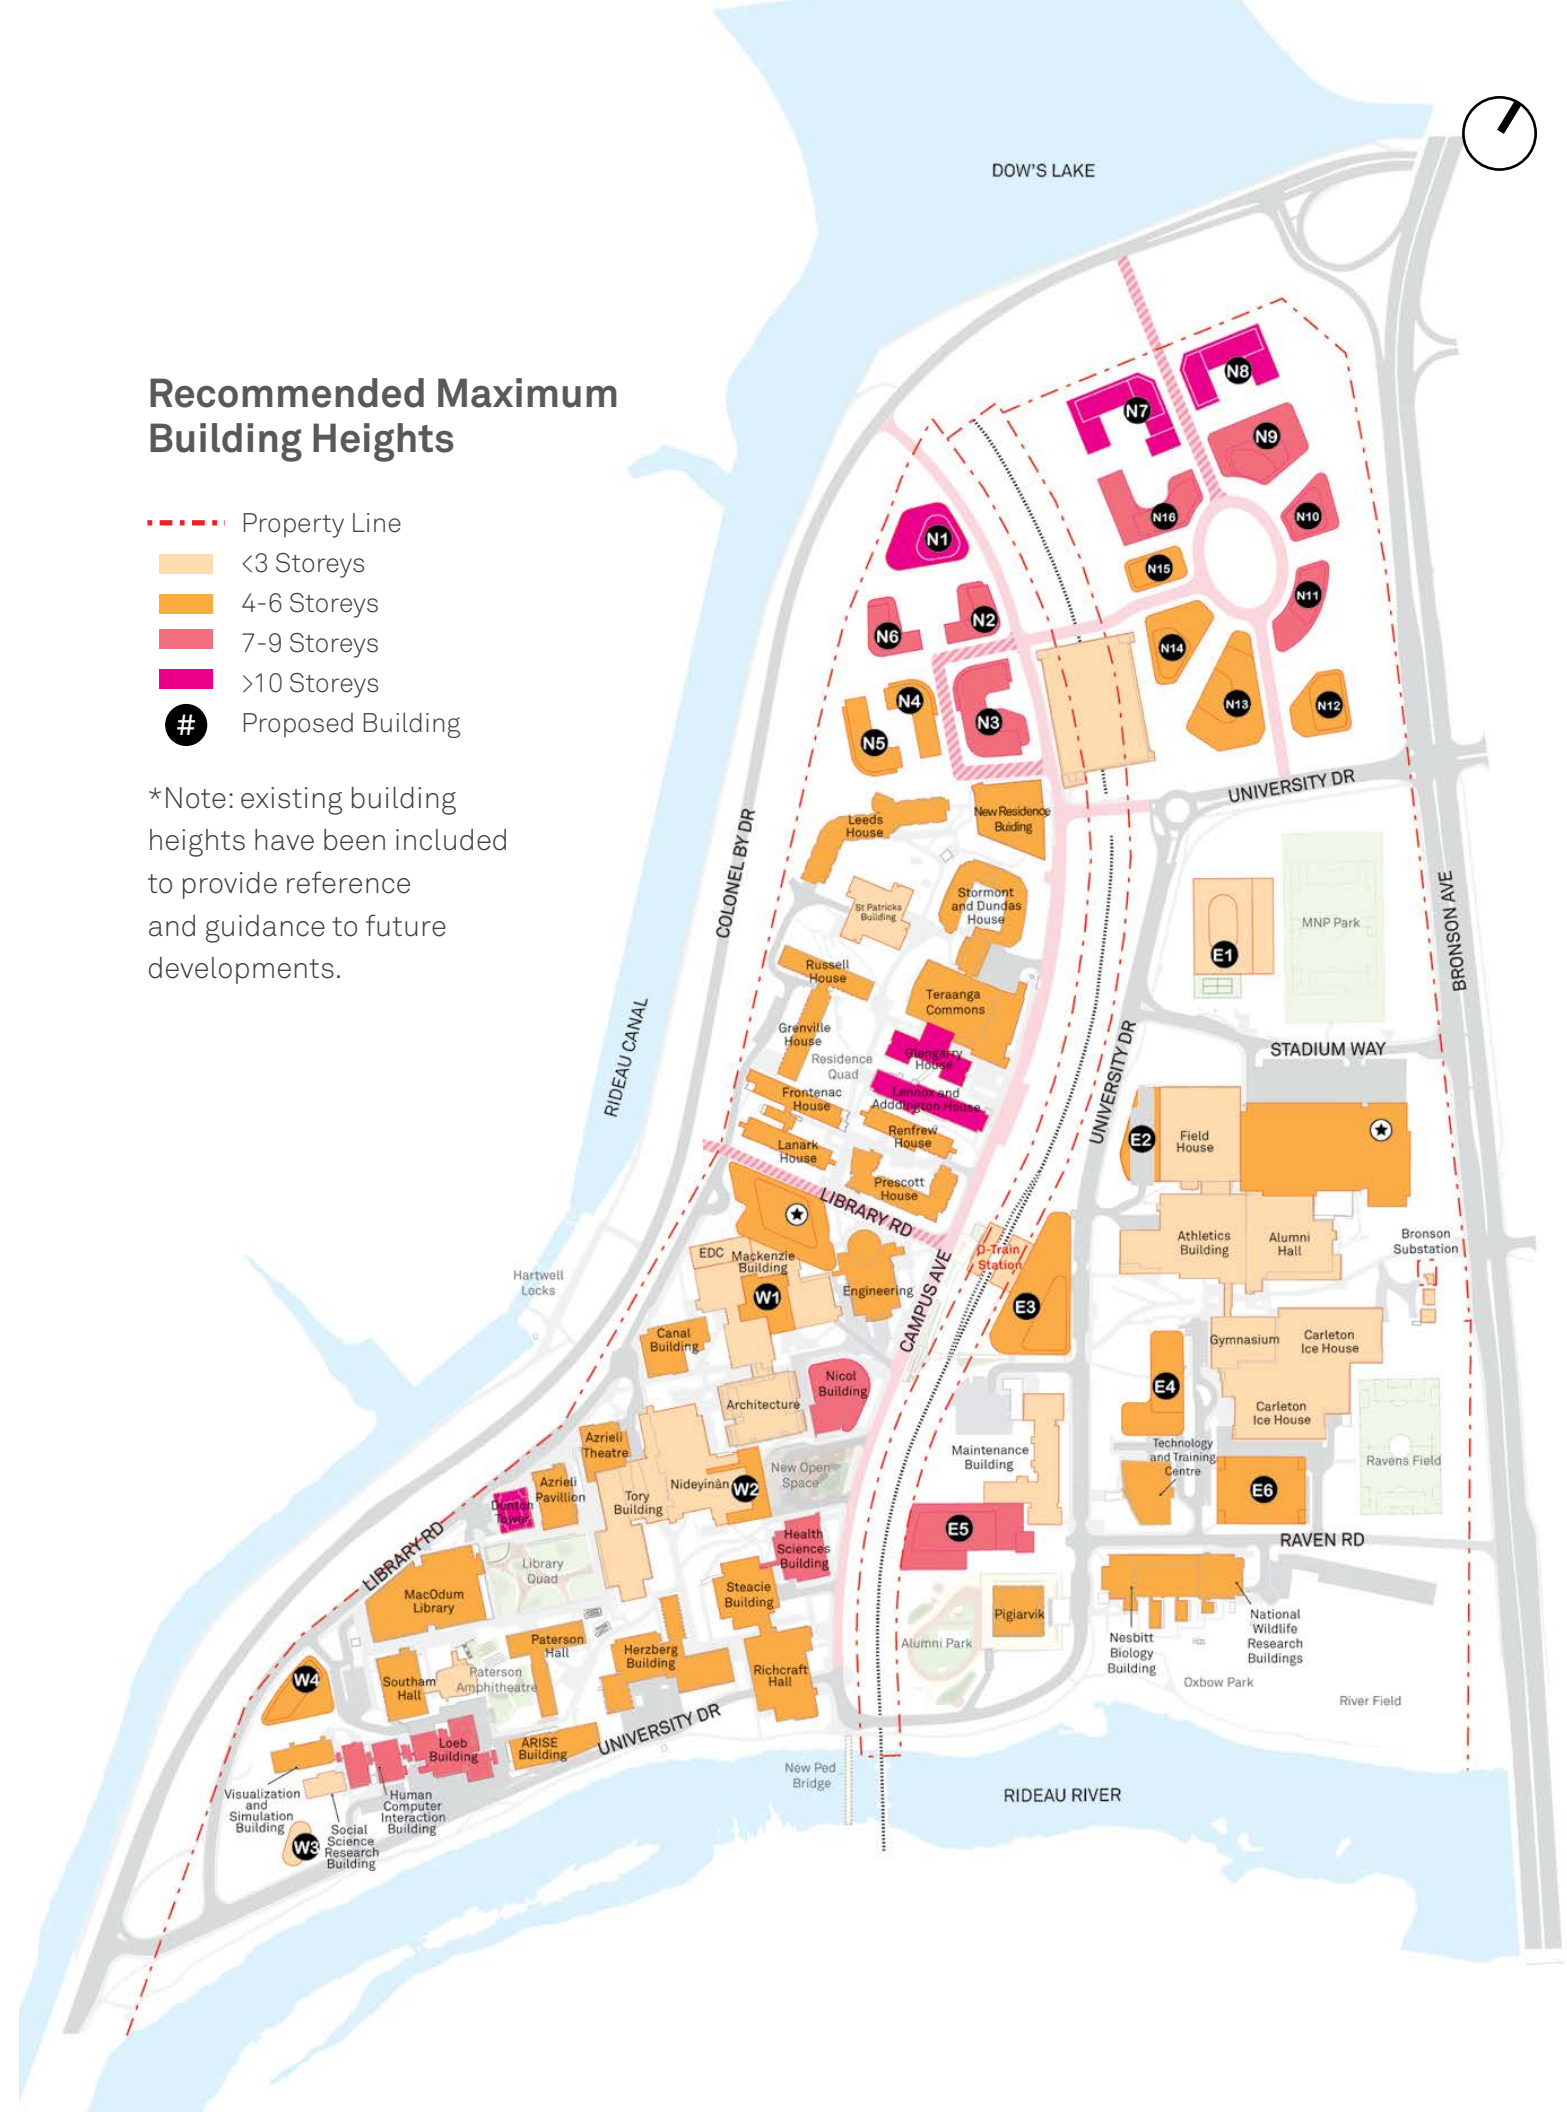 DOW'S LAKE
Recommended Maximum
Building Heights
Property Line
<3 Storeys
4-6 Storeys
7-9 Storeys
>10 Storeys
# Proposed Building
*Note: existing building
heights have been included
to provide reference
and guidance to future
developments.
N8
N7
N9
N16
N10
N1
N15
N11
N2
N6
N14
N4
N13
N12
N3
N5
UNIVERSITY DR
COLONEL BY DR
Leeds
House
New Residence
Buiding
St Patricks
Building
Stormont
and Dundas
House
E1
MNP Park
BRONSON AVE
Russell
House
Teraanga
Commons
RIDEAU CANAL
Grenville
House
Residence
Quad
Glengarry
House
STADIUM WAY
UNIVERSITY DR
Frontenac
House
Lennox and
Adddington House
Renfrew
House
Lanark
House
E2
Field
House
Prescott
House
LIBRARY RD
Athletics
Building
Alumni
Hall
Bronson
Substation
EDC
Mackenzie
Building
O-Train
Station
Hartwell
Locks
W1
Engineering
CAMPUS AVE
E3
Canal
Building
Gymnasium
Carleton
Ice House
Nicol
Building
Architecture
E4
Carleton
Ice House
Azrieli
Theatre
Maintenance
Building
Technology
and Training
Centre
Ravens Field
New Open
Space
Azrieli
Pavillion
Nideyinàn
W2
Tory
Building
Dunton
Tower
E6
E5
Health
Sciences
Building
RAVEN RD
LIBRARY RD
Library
Quad
MacOdum
Library
Steacie
Building
Pigiarvik
National
Wildlife
Research
Buildings
Nesbitt
Biology
Building
Alumni Park
Paterson
Hall
Herzberg
Building
Richcraft
Hall
W4
Southam
Hall
Paterson
Amphitheatre
Oxbow Park
River Field
UNIVERSITY DR
Loeb
Building
ARISE
Building
New Ped
Bridge
RIDEAU RIVER
Visualization
and
Simulation
Building
Human
Computer
Interaction
Building
W3
Social
Science
Research
Building